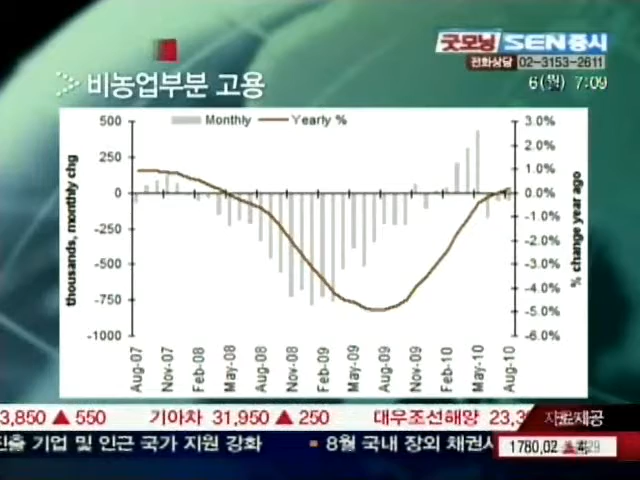 굿모닝 SEN증시
전화상담 02-3153-2611
6(월) 7:09
비농업부분 고용
Monthly
Yearly %
500
250
0
-250
-500
-750
-1000
thousands, monthly chg
3.0%
2.0%
1.0%
0.0%
-1.0%
-2.0%
-3.0%
-4.0%
-5.0%
-6.0%
% change year ago
Aug-07
Nov-07
Feb-08
May-08
Aug-08
Nov-08
Feb-09
May-09
Aug-09
Nov-09
Feb-10
May-10
Aug-10
3,850 ▲ 550 기아차 31,950 ▲ 250 대우조선해양 23,3
진출 기업 및 인근 국가 지원 강화 ▪ 8월 국내 장외 채권시
1780,02